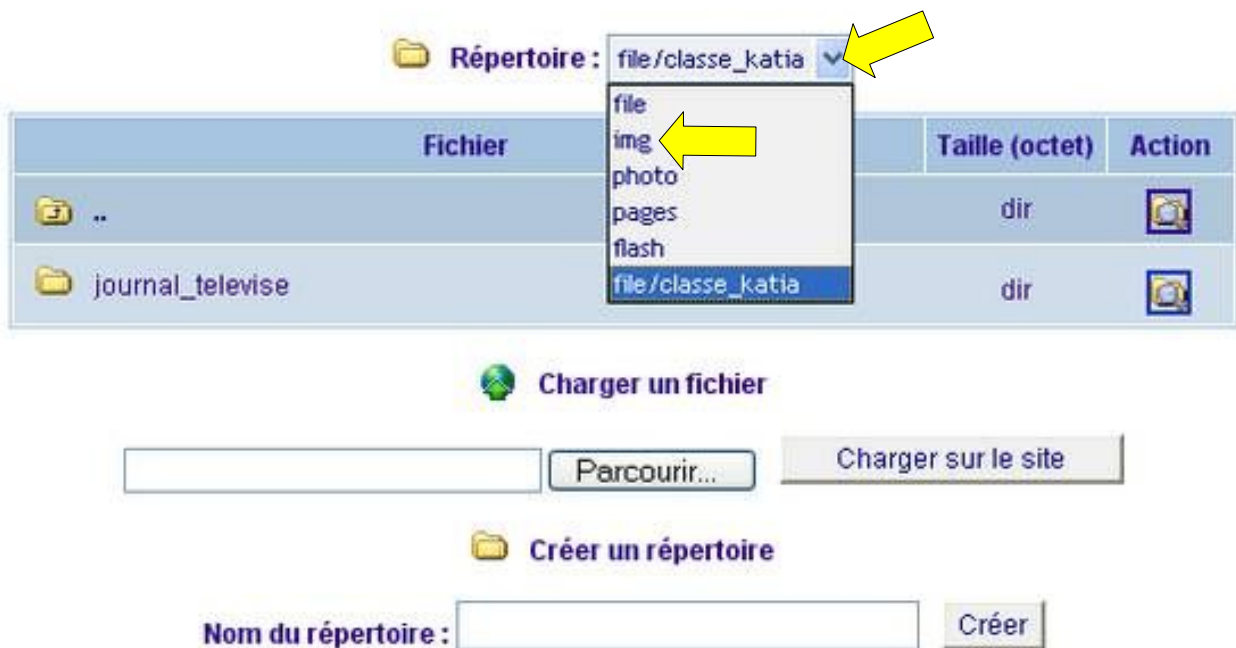 Répertoire : file/classe_katia
file
img
photo
pages
flash
file/classe_katia
Fichier Taille (octet) Action
.. dir
journal_televise dir
Charger un fichier
Parcourir... Charger sur le site
Créer un répertoire
Nom du répertoire : Créer